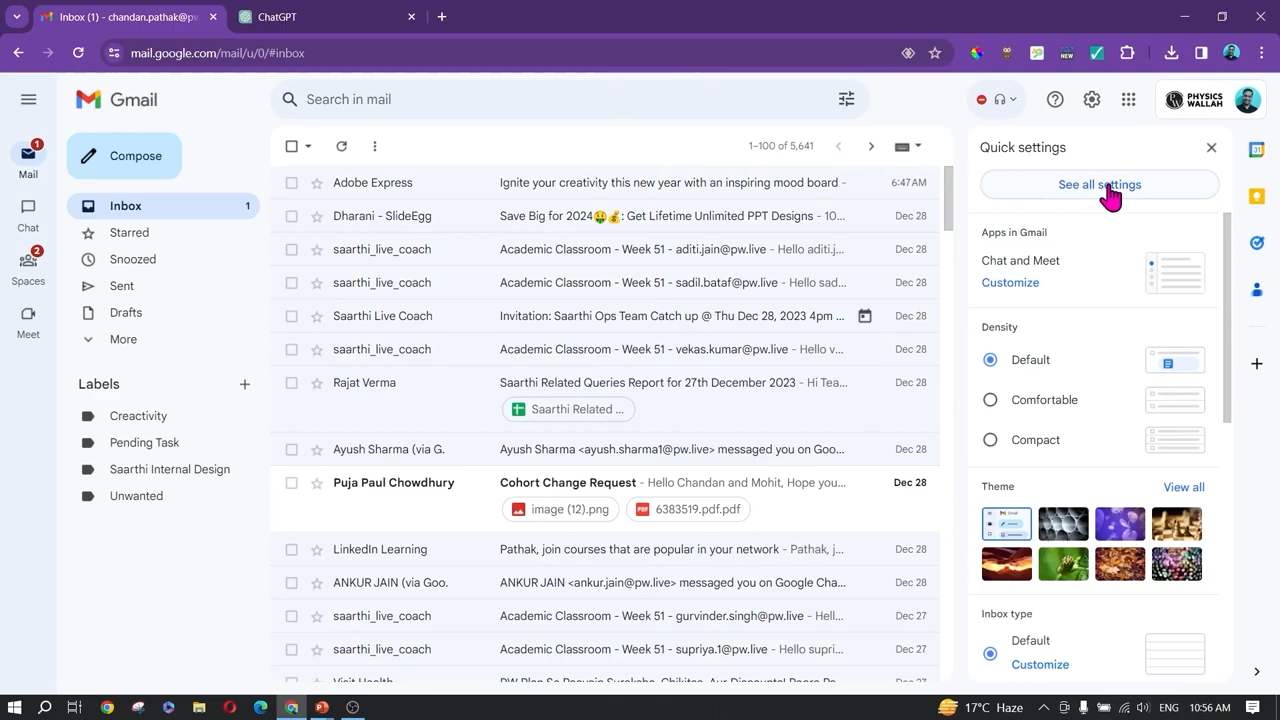 Inbox (1) - chandan.pathak@pw.
ChatGPT
mail.google.com/mail/u/0/#inbox
NEW
Gmail
Search in mail
PHYSICS
WALLAH
1
Mail
Compose
1–100 of 5,641
Quick settings
31
Chat
2
Spaces
Meet
Inbox 1
Starred
Snoozed
Sent
Drafts
More
Labels
Creactivity
Pending Task
Saarthi Internal Design
Unwanted
Adobe Express Ignite your creativity this new year with an inspiring mood board - 6:47 AM
Dharani - SlideEgg Save Big for 2024🤑💰: Get Lifetime Unlimited PPT Designs - 10... Dec 28
saarthi_live_coach Academic Classroom - Week 51 - aditi.jain@pw.live - Hello aditi.j... Dec 28
saarthi_live_coach Academic Classroom - Week 51 - sadil.bataf@pw.live - Hello sad... Dec 28
Saarthi Live Coach Invitation: Saarthi Ops Team Catch up @ Thu Dec 28, 2023 4pm ... Dec 28
saarthi_live_coach Academic Classroom - Week 51 - vekas.kumar@pw.live - Hello v... Dec 28
Rajat Verma Saarthi Related Queries Report for 27th December 2023 - Hi Tea... Dec 28
Saarthi Related ...
Ayush Sharma (via G. Ayush Sharma <ayush.sharma1@pw.live> messaged you on Goo... Dec 28
Puja Paul Chowdhury Cohort Change Request - Hello Chandan and Mohit, Hope you... Dec 28
image (12).png PDF 6383519.pdf.pdf
LinkedIn Learning Pathak, join courses that are popular in your network - Pathak, j... Dec 28
ANKUR JAIN (via Goo. ANKUR JAIN <ankur.jain@pw.live> messaged you on Google Cha... Dec 28
saarthi_live_coach Academic Classroom - Week 51 - gurvinder.singh@pw.live - Hell... Dec 27
saarthi_live_coach Academic Classroom - Week 51 - supriya.1@pw.live - Hello supri... Dec 27
See all settings
Apps in Gmail
Chat and Meet
Customize
Density
Default
Comfortable
Compact
Theme View all
Gmail
Inbox type
Default
Customize
17°C Haze
ENG
10:56 AM